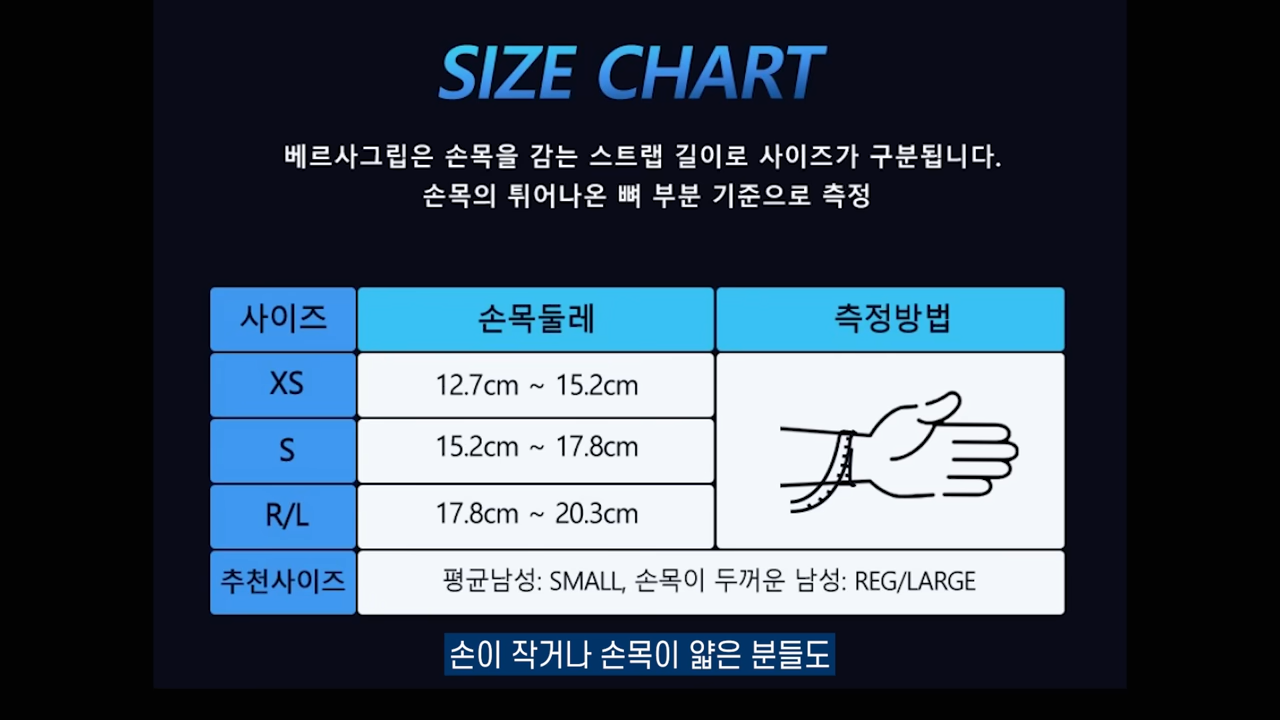 SIZE CHART
베르사그립은 손목을 감는 스트랩 길이로 사이즈가 구분됩니다.
손목의 튀어나온 뼈 부분 기준으로 측정
사이즈 손목둘레 측정방법
XS 12.7cm ~ 15.2cm
S 15.2cm ~ 17.8cm
R/L 17.8cm ~ 20.3cm
추천사이즈 평균남성: SMALL, 손목이 두꺼운 남성: REG/LARGE
손이 작거나 손목이 얇은 분들도